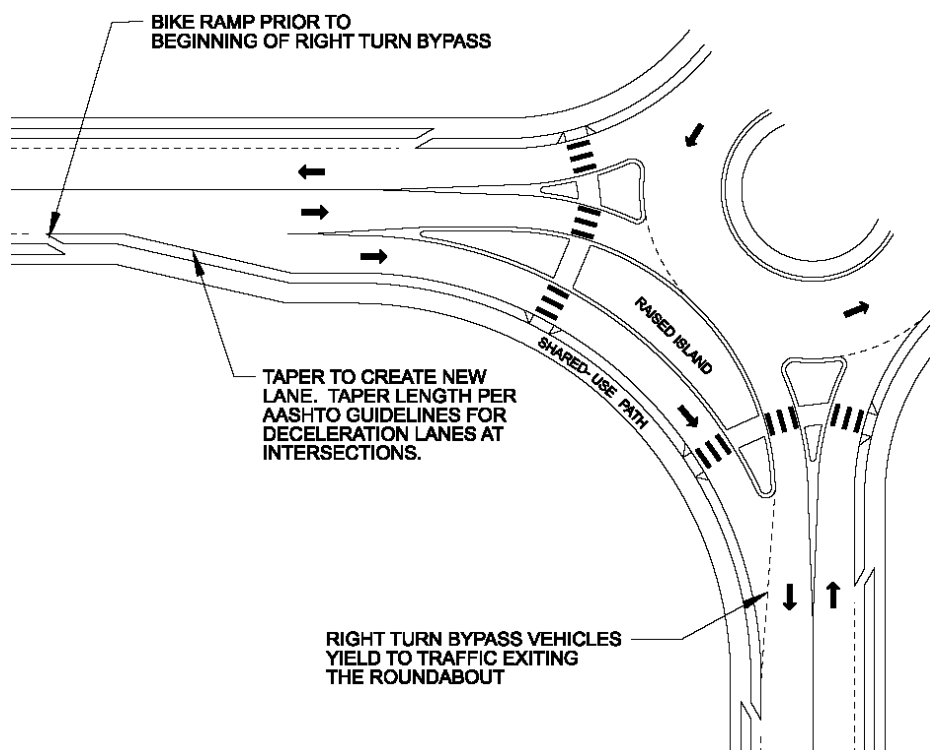 BIKE RAMP PRIOR TO
BEGINNING OF RIGHT TURN BYPASS
RAISED ISLAND
SHARED-USE PATH
TAPER TO CREATE NEW
LANE. TAPER LENGTH PER
AASHTO GUIDELINES FOR
DECELERATION LANES AT
INTERSECTIONS.
RIGHT TURN BYPASS VEHICLES
YIELD TO TRAFFIC EXITING
THE ROUNDABOUT